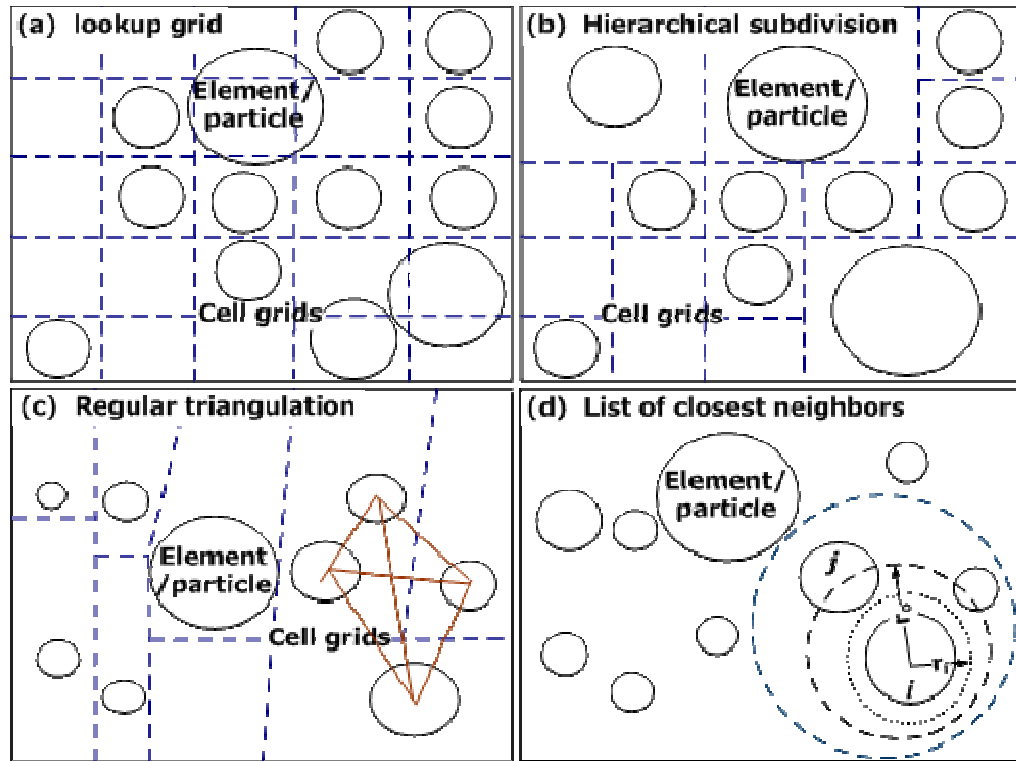 (a) lookup grid
Element/
particle
Cell grids
(b) Hierarchical subdivision
Element/
particle
Cell grids
(c) Regular triangulation
Element
/particle
Cell grids
(d) List of closest neighbors
Element/
particle
j
r_i
i